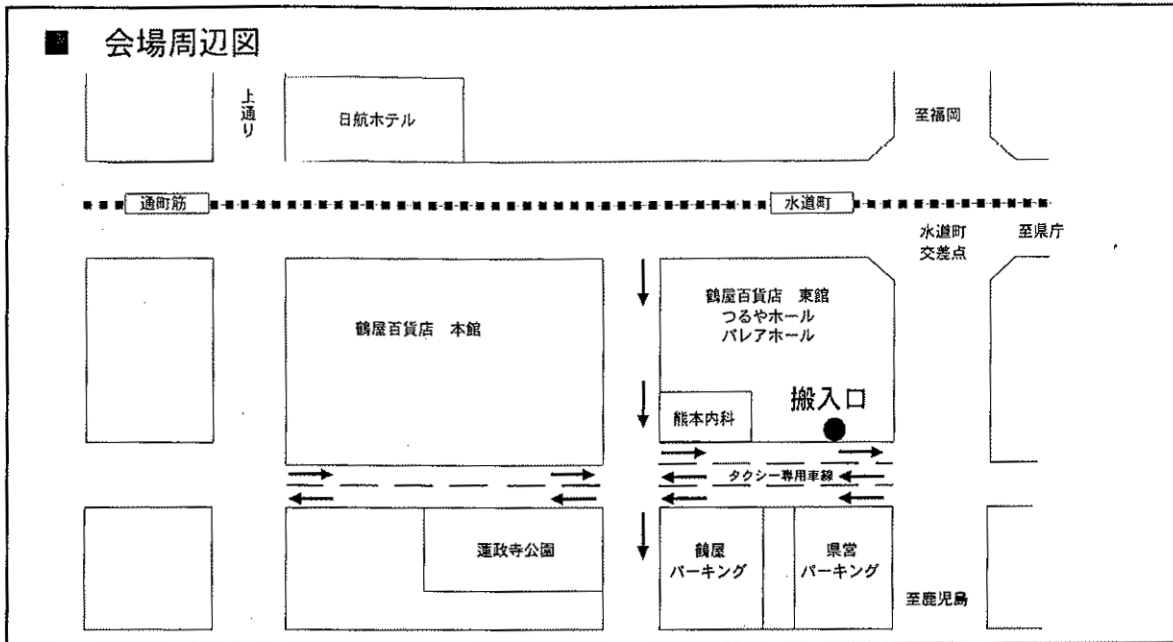 ■ 会場周辺図
上通り
日航ホテル
至福岡
通町筋
水道町
水道町
交差点
至県庁
鶴屋百貨店 本館
鶴屋百貨店 東館
つるやホール
パレアホール
熊本内科
搬入口
タクシー専用車線
蓮政寺公園
鶴屋
パーキング
県営
パーキング
至鹿児島